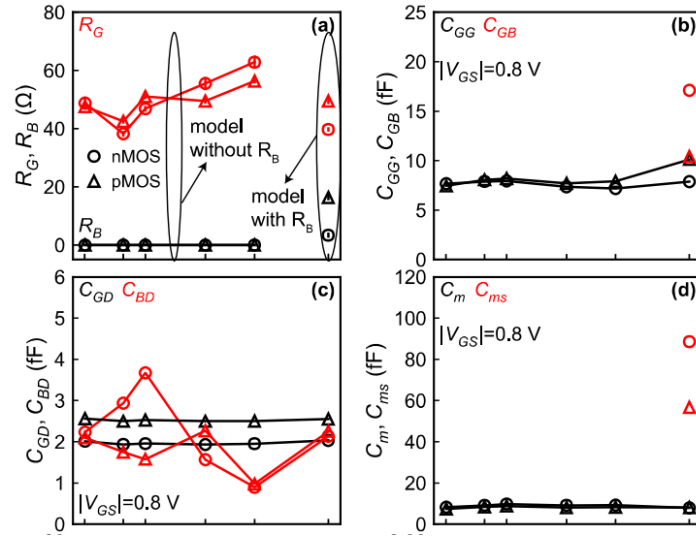 R_G (a)
R_G, R_B (Ω)
80
60
40
20
0
nMOS
pMOS
R_B
model
without R_B
model
with R_B
C_GG C_GB (b)
|V_GS|=0.8 V
C_GG, C_GB (fF)
25
20
15
10
5
0
C_GD C_BD (c)
C_GD, C_BD (fF)
6
5
4
3
2
1
0
|V_GS|=0.8 V
C_m C_ms (d)
|V_GS|=0.8 V
C_m, C_ms (fF)
120
100
80
60
40
20
0